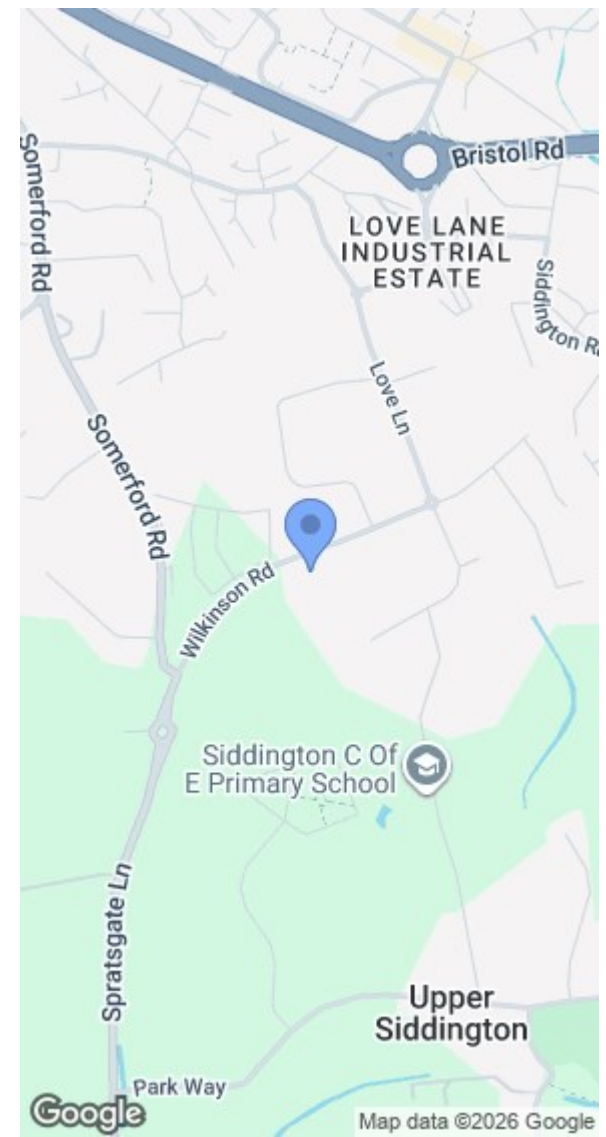 Bristol Rd
Somerford Rd
LOVE LANE
INDUSTRIAL
ESTATE
Siddington Rd
Love Ln
Somerford Rd
Wilkinson Rd
Siddington C Of
E Primary School
Spratsgate Ln
Upper
Siddington
Park Way
Google
Map data ©2026 Google